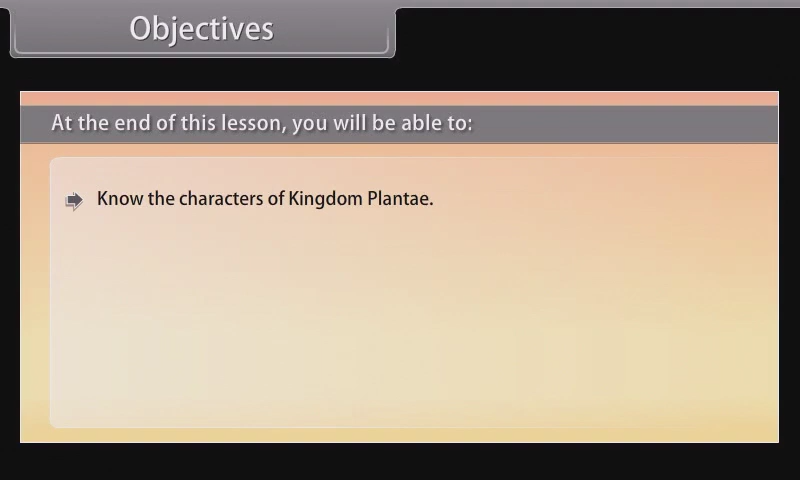 Objectives
At the end of this lesson, you will be able to:
Know the characters of Kingdom Plantae.